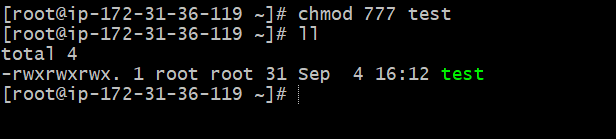 [root@ip-172-31-36-119 ~]# chmod 777 test
[root@ip-172-31-36-119 ~]# ll
total 4
-rwxrwxrwx. 1 root root 31 Sep  4 16:12 test
[root@ip-172-31-36-119 ~]#